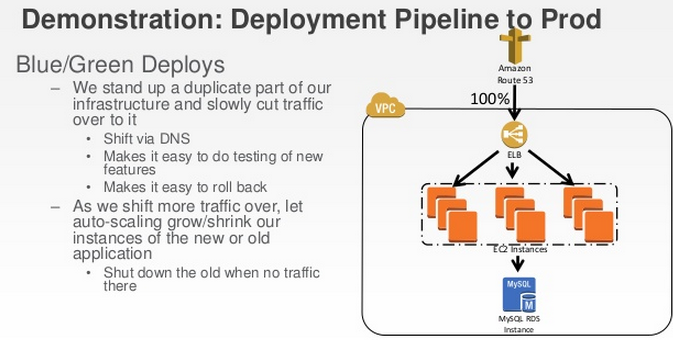 Demonstration: Deployment Pipeline to Prod
Blue/Green Deploys
– We stand up a duplicate part of our
infrastructure and slowly cut traffic
over to it
• Shift via DNS
• Makes it easy to do testing of new
features
• Makes it easy to roll back
– As we shift more traffic over, let
auto-scaling grow/shrink our
instances of the new or old
application
• Shut down the old when no traffic
there
Amazon
Route 53
100%
VPC
ELB
EC2 Instances
MySQL
M
MySQL RDS
Instance